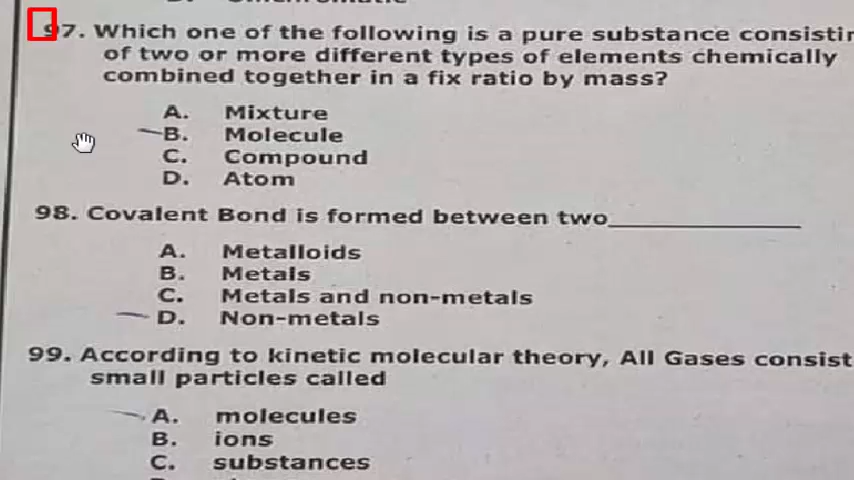 97. Which one of the following is a pure substance
of two or more different types of elements chemically
combined together in a fix ratio by mass?
A. Mixture
B. Molecule
C. Compound
D. Atom
98. Covalent Bond is formed between two____________
A. Metalloids
B. Metals
C. Metals and non-metals
D. Non-metals
99. According to kinetic molecular theory, All Gases consist
small particles called
A. molecules
B. ions
C. substances